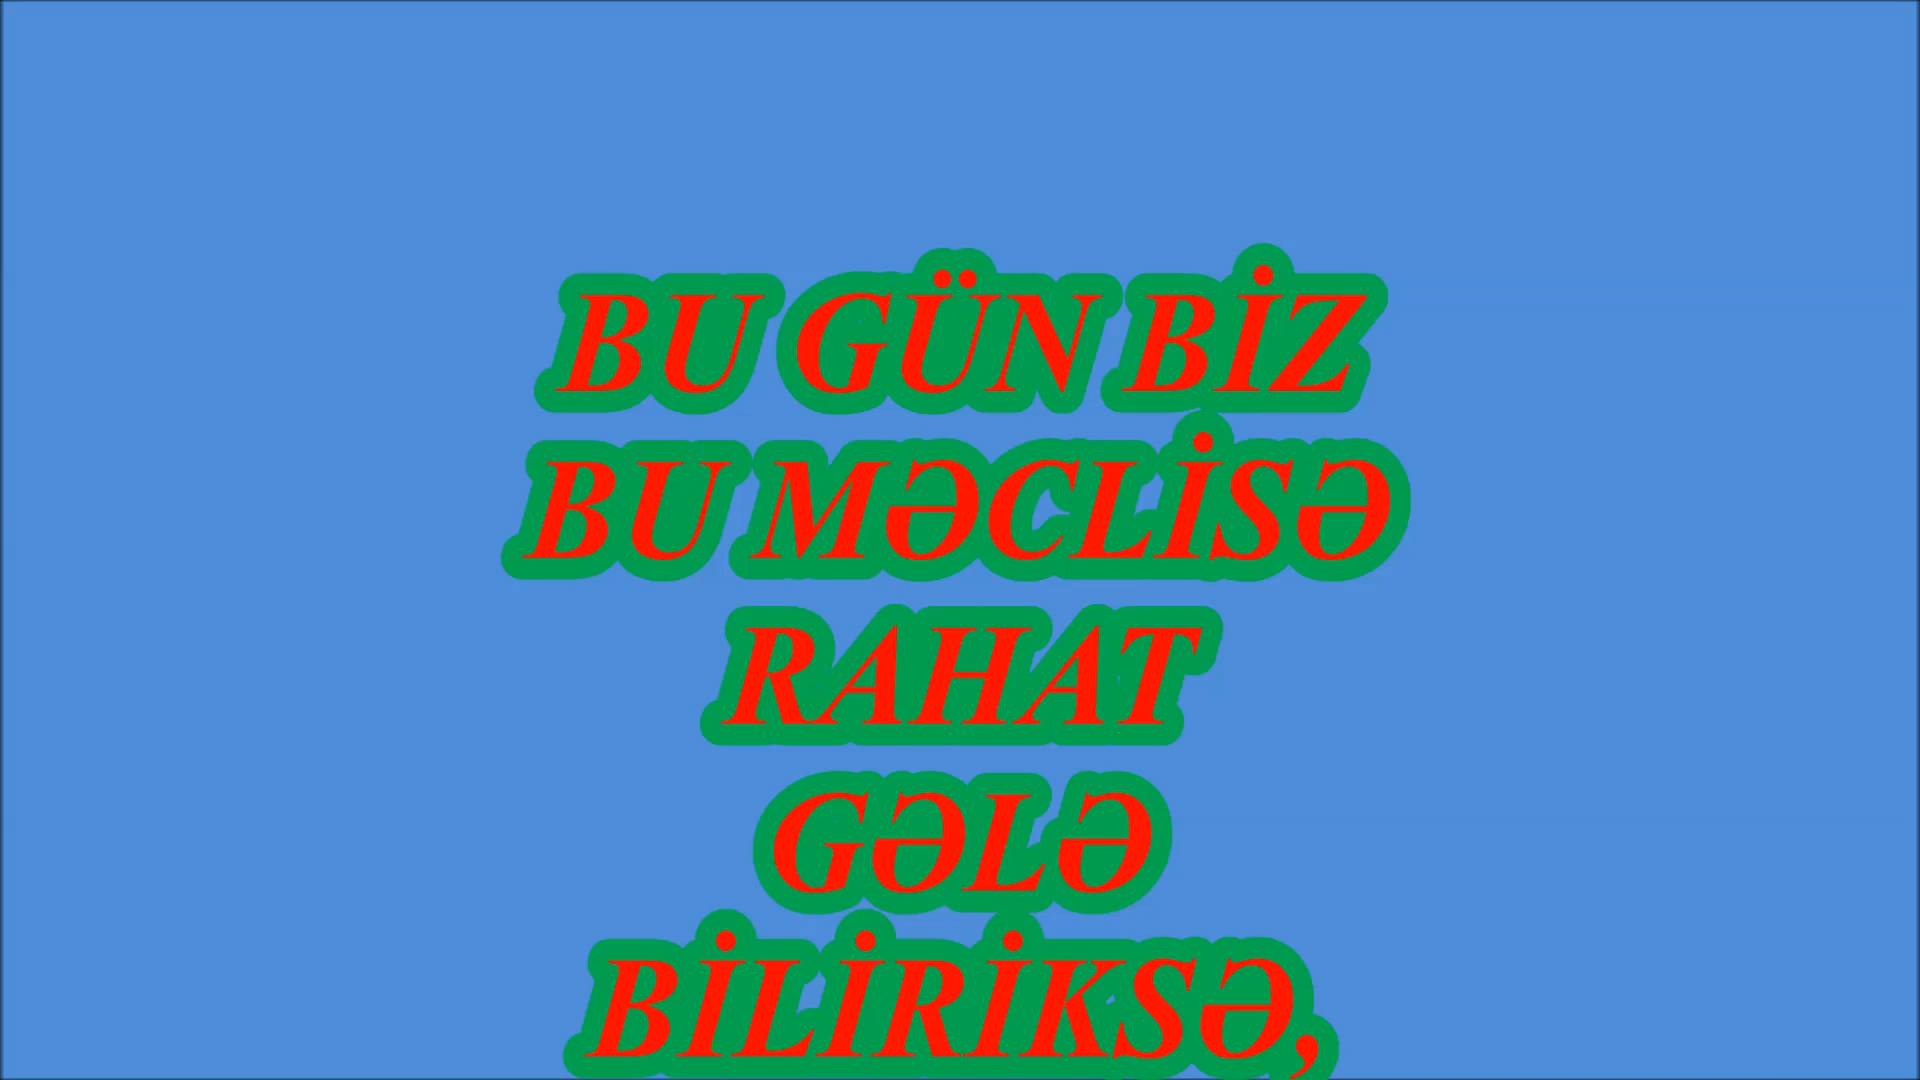 BU GÜN BİZ
BU MƏCLİSƏ
RAHAT
GƏLƏ
BİLİRİKSƏ,